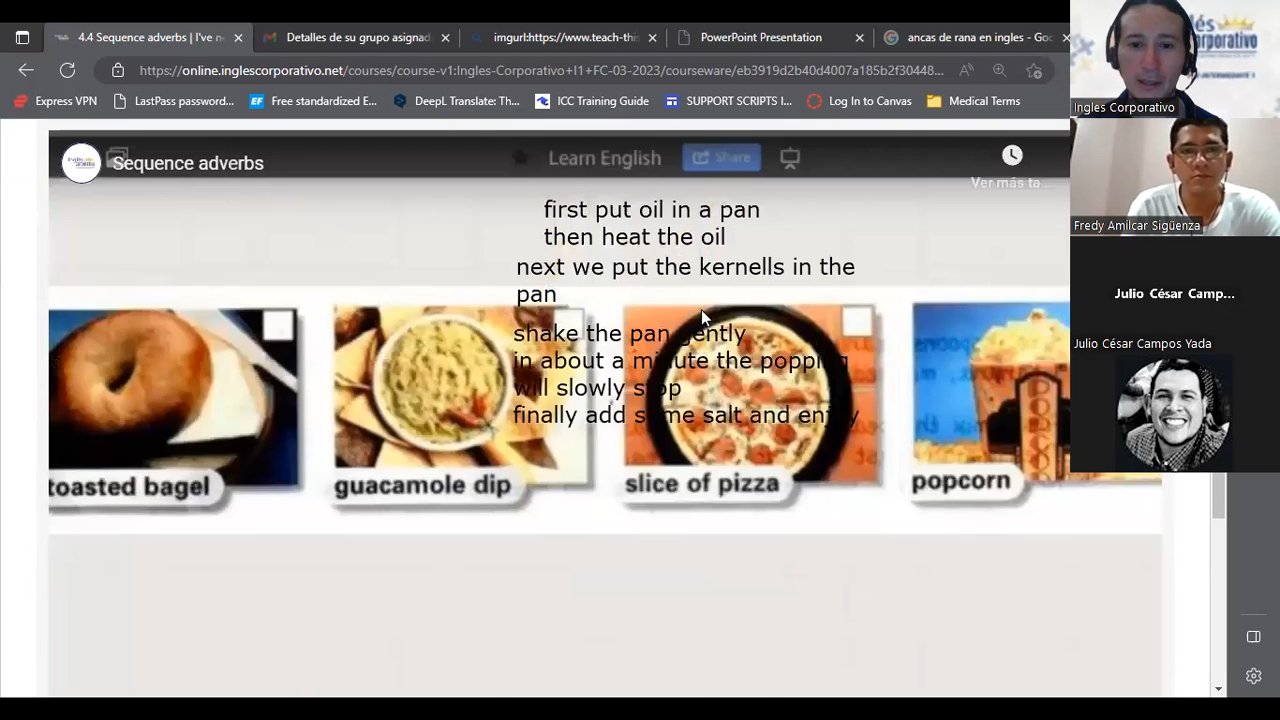 4.4 Sequence adverbs | I've n
Detalles de su grupo asignad
imgurl:https://www.teach-this
PowerPoint Presentation
ancas de rana en ingles - Goo
https://online.inglescorporativo.net/courses/course-v1:Ingles-Corporativo+I1+FC-03-2023/courseware/eb3919d2b40d4007a185b2f30448...
Express VPN
LastPass password...
Free standardized E...
DeepL Translate: Th...
ICC Training Guide
SUPPORT SCRIPTS I...
Log In to Canvas
Medical Terms
Sequence adverbs
Learn English
Share
Ver más ta...
first put oil in a pan
then heat the oil
next we put the kernells in the
pan
shake the pan gently
in about a minute the popping
will slowly stop
finally add some salt and enjoy
toasted bagel
guacamole dip
slice of pizza
popcorn
Ingles Corporativo
Fredy Amilcar Sigüenza
Julio César Camp...
Julio César Campos Yada